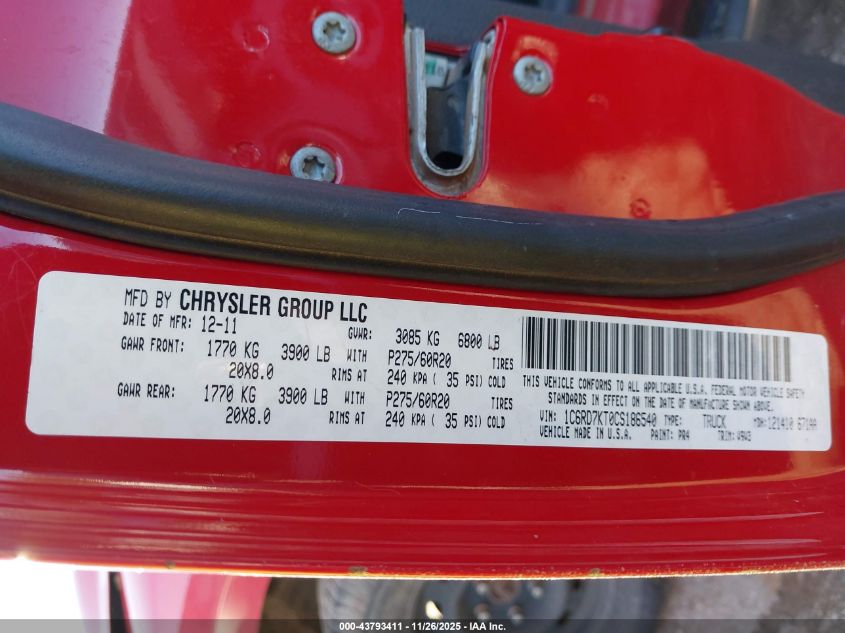 MFD BY CHRYSLER GROUP LLC
DATE OF MFR: 12-11 GVWR: 3085 KG 6800 LB
GAWR FRONT: 1770 KG 3900 LB WITH P275/60R20 TIRES
20X8.0 RIMS AT 240 KPA ( 35 PSI) COLD
GAWR REAR: 1770 KG 3900 LB WITH P275/60R20 TIRES
20X8.0 RIMS AT 240 KPA ( 35 PSI) COLD
THIS VEHICLE CONFORMS TO ALL APPLICABLE U.S.A. FEDERAL MOTOR VEHICLE SAFETY
STANDARDS IN EFFECT ON THE DATE OF MANUFACTURE SHOWN ABOVE.
VIN: 1C6RD7KT0CS186540 TYPE: TRUCK MDH: 121410
VEHICLE MADE IN U.S.A. PAINT: PR4 TRIM: V9W3
000-43793411 - 11/26/2025 - IAA Inc.